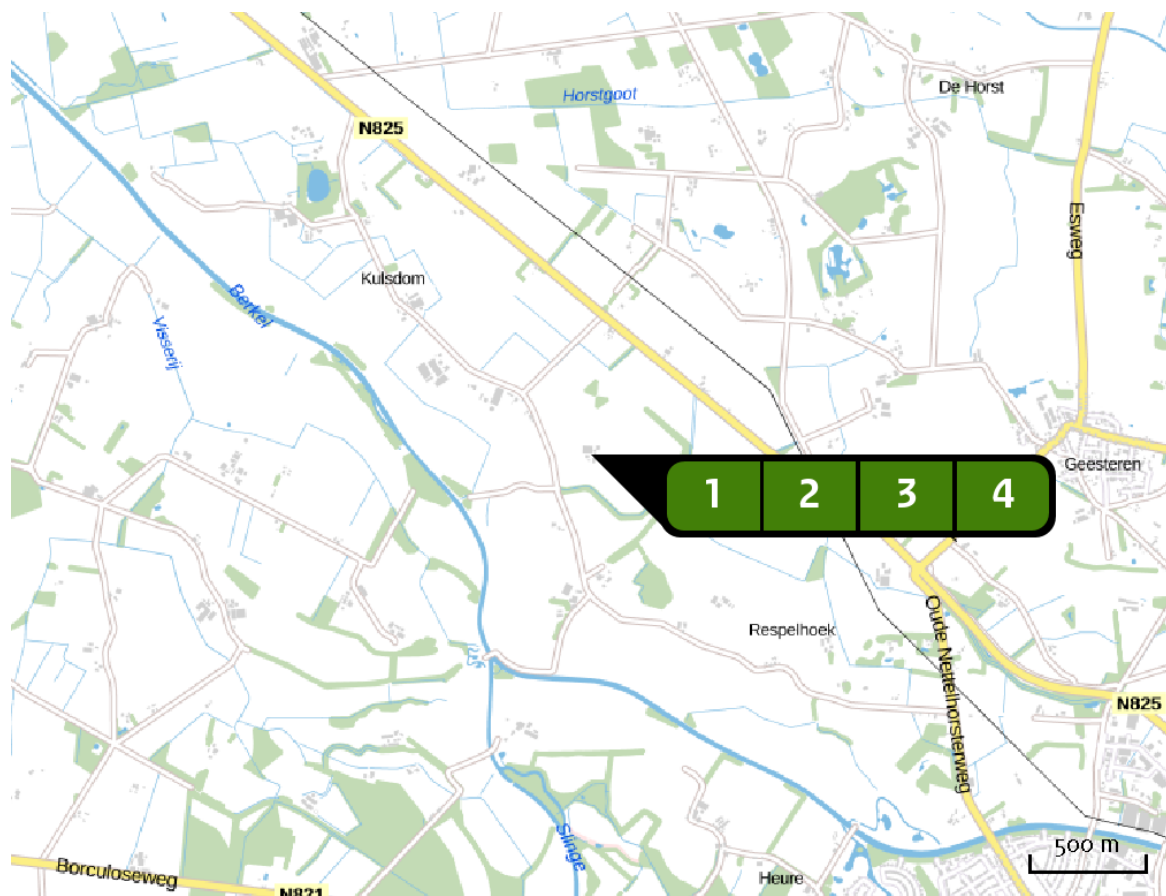 De Horst
Horstgoot
N825
Esweg
Kulsdom
Berkel
Visserij
Geesteren
1 2 3 4
Oude Nettelhorsterweg
Respelhoek
N825
Slinge
500 m
Borculoseweg
Heure
N821